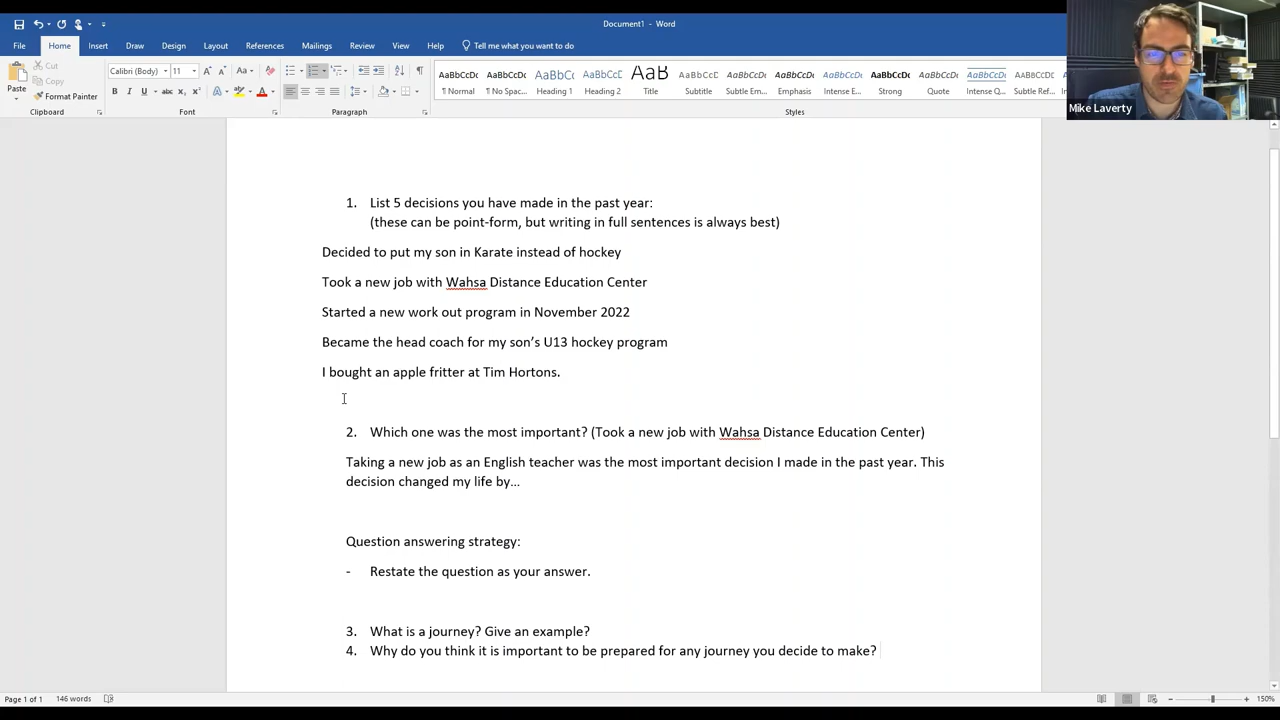 Document1 - Word
File Home Insert Draw Design Layout References Mailings Review View Help Tell me what you want to do
Paste
Cut
Copy
Format Painter
Calibri (Body) 11
AaBbCcDc AaBbCcDc AaBbC AaBbCcC AaB AaBbCcD AaBbCcDc AaBbCcDc AaBbCcDc AaBbCcDc AaBbCcDc AaBbCcDc AaBbCcDc
¶ Normal ¶ No Spac... Heading 1 Heading 2 Title Subtitle Subtle Em... Emphasis Intense E... Strong Quote Intense Q... Subtle Ref...
Clipboard Font Paragraph Styles
Mike Laverty
1. List 5 decisions you have made in the past year:
(these can be point-form, but writing in full sentences is always best)
Decided to put my son in Karate instead of hockey
Took a new job with Wahsa Distance Education Center
Started a new work out program in November 2022
Became the head coach for my son’s U13 hockey program
I bought an apple fritter at Tim Hortons.
2. Which one was the most important? (Took a new job with Wahsa Distance Education Center)
Taking a new job as an English teacher was the most important decision I made in the past year. This
decision changed my life by...
Question answering strategy:
- Restate the question as your answer.
3. What is a journey? Give an example?
4. Why do you think it is important to be prepared for any journey you decide to make?
Page 1 of 1 146 words 150%